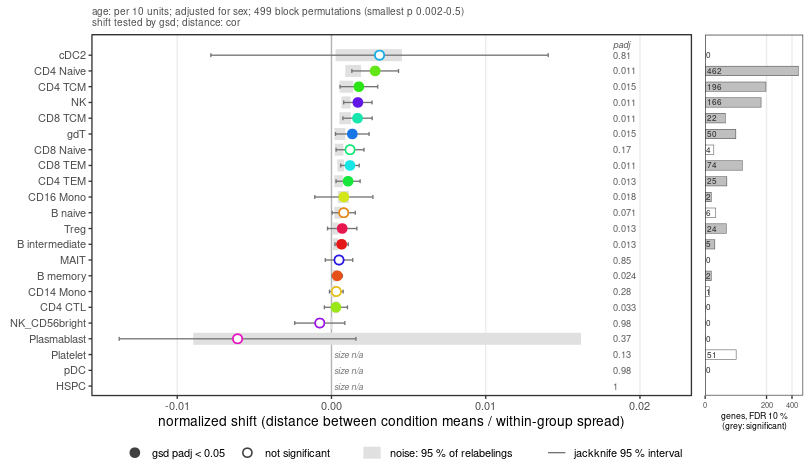 age: per 10 units; adjusted for sex; 499 block permutations (smallest p 0.002-0.5)
shift tested by gsd; distance: cor
padj
cDC2 0.81 0
CD4 Naive 0.011 462
CD4 TCM 0.015 196
NK 0.011 166
CD8 TCM 0.011 22
gdT 0.015 50
CD8 Naive 0.17 4
CD8 TEM 0.011 74
CD4 TEM 0.013 25
CD16 Mono 0.018 2
B naive 0.071 6
Treg 0.013 24
B intermediate 0.013 5
MAIT 0.85 0
B memory 0.024 2
CD14 Mono 0.28 1
CD4 CTL 0.033 0
NK_CD56bright 0.98 0
Plasmablast 0.37 0
Platelet size n/a 0.13 51
pDC size n/a 0.98 0
HSPC size n/a 1
-0.01 0.00 0.01 0.02 0 200 400
normalized shift (distance between condition means / within-group spread)
genes, FDR 10 %
(grey: significant)
gsd padj < 0.05 not significant noise: 95 % of relabelings jackknife 95 % interval